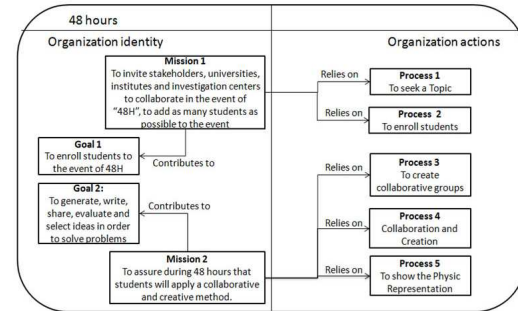 48 hours
Organization identity
Organization actions
Mission 1
To invite stakeholders, universities,
institutes and investigation centers
to collaborate in the event of
"48H", to add as many students as
possible to the event
Relies on
Process 1
To seek a Topic
Relies on
Process 2
To enroll students
Goal 1
To enroll students to
the event of 48H
Contributes to
Goal 2:
To generate, write,
share, evaluate and
select ideas in order
to solve problems
Contributes to
Mission 2
To assure during 48 hours that
students will apply a collaborative
and creative method.
Relies on
Process 3
To create
collaborative groups
Relies on
Process 4
Collaboration and
Creation
Relies on
Process 5
To show the Physic
Representation